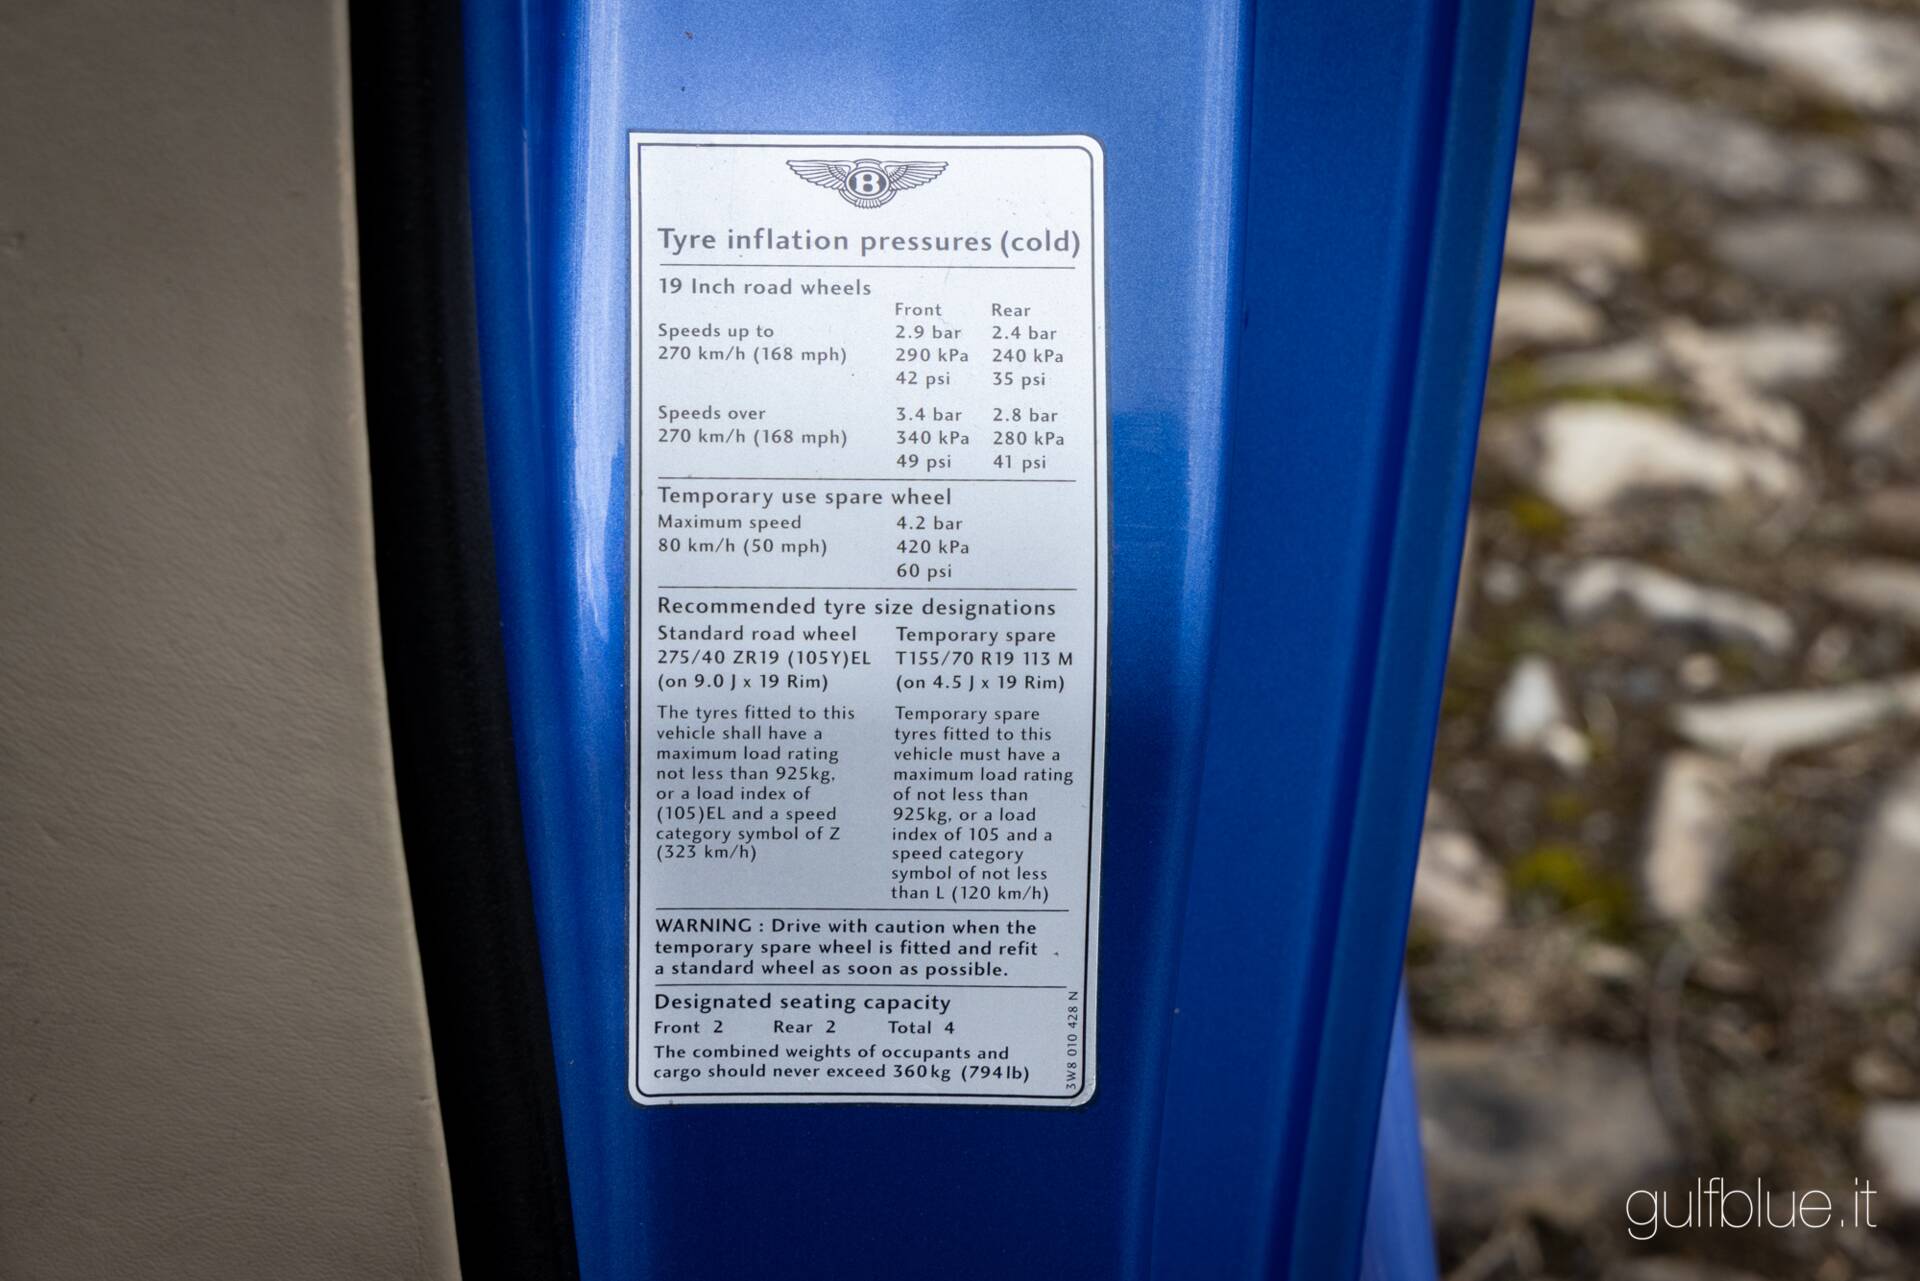 B
Tyre inflation pressures (cold)
19 Inch road wheels
Front Rear
Speeds up to 2.9 bar 2.4 bar
270 km/h (168 mph) 290 kPa 240 kPa
42 psi 35 psi
Speeds over 3.4 bar 2.8 bar
270 km/h (168 mph) 340 kPa 280 kPa
49 psi 41 psi
Temporary use spare wheel
Maximum speed 4.2 bar
80 km/h (50 mph) 420 kPa
60 psi
Recommended tyre size designations
Standard road wheel
275/40 ZR19 (105Y)EL
(on 9.0 J x 19 Rim)
The tyres fitted to this
vehicle shall have a
maximum load rating
not less than 925kg,
or a load index of
(105)EL and a speed
category symbol of Z
(323 km/h)
Temporary spare
T155/70 R19 113 M
(on 4.5 J x 19 Rim)
Temporary spare
tyres fitted to this
vehicle must have a
maximum load rating
of not less than
925kg, or a load
index of 105 and a
speed category
symbol of not less
than L (120 km/h)
WARNING : Drive with caution when the
temporary spare wheel is fitted and refit
a standard wheel as soon as possible.
Designated seating capacity
Front 2 Rear 2 Total 4
The combined weights of occupants and
cargo should never exceed 360kg (794lb)
3W8 010 428 N
gulfblue.it